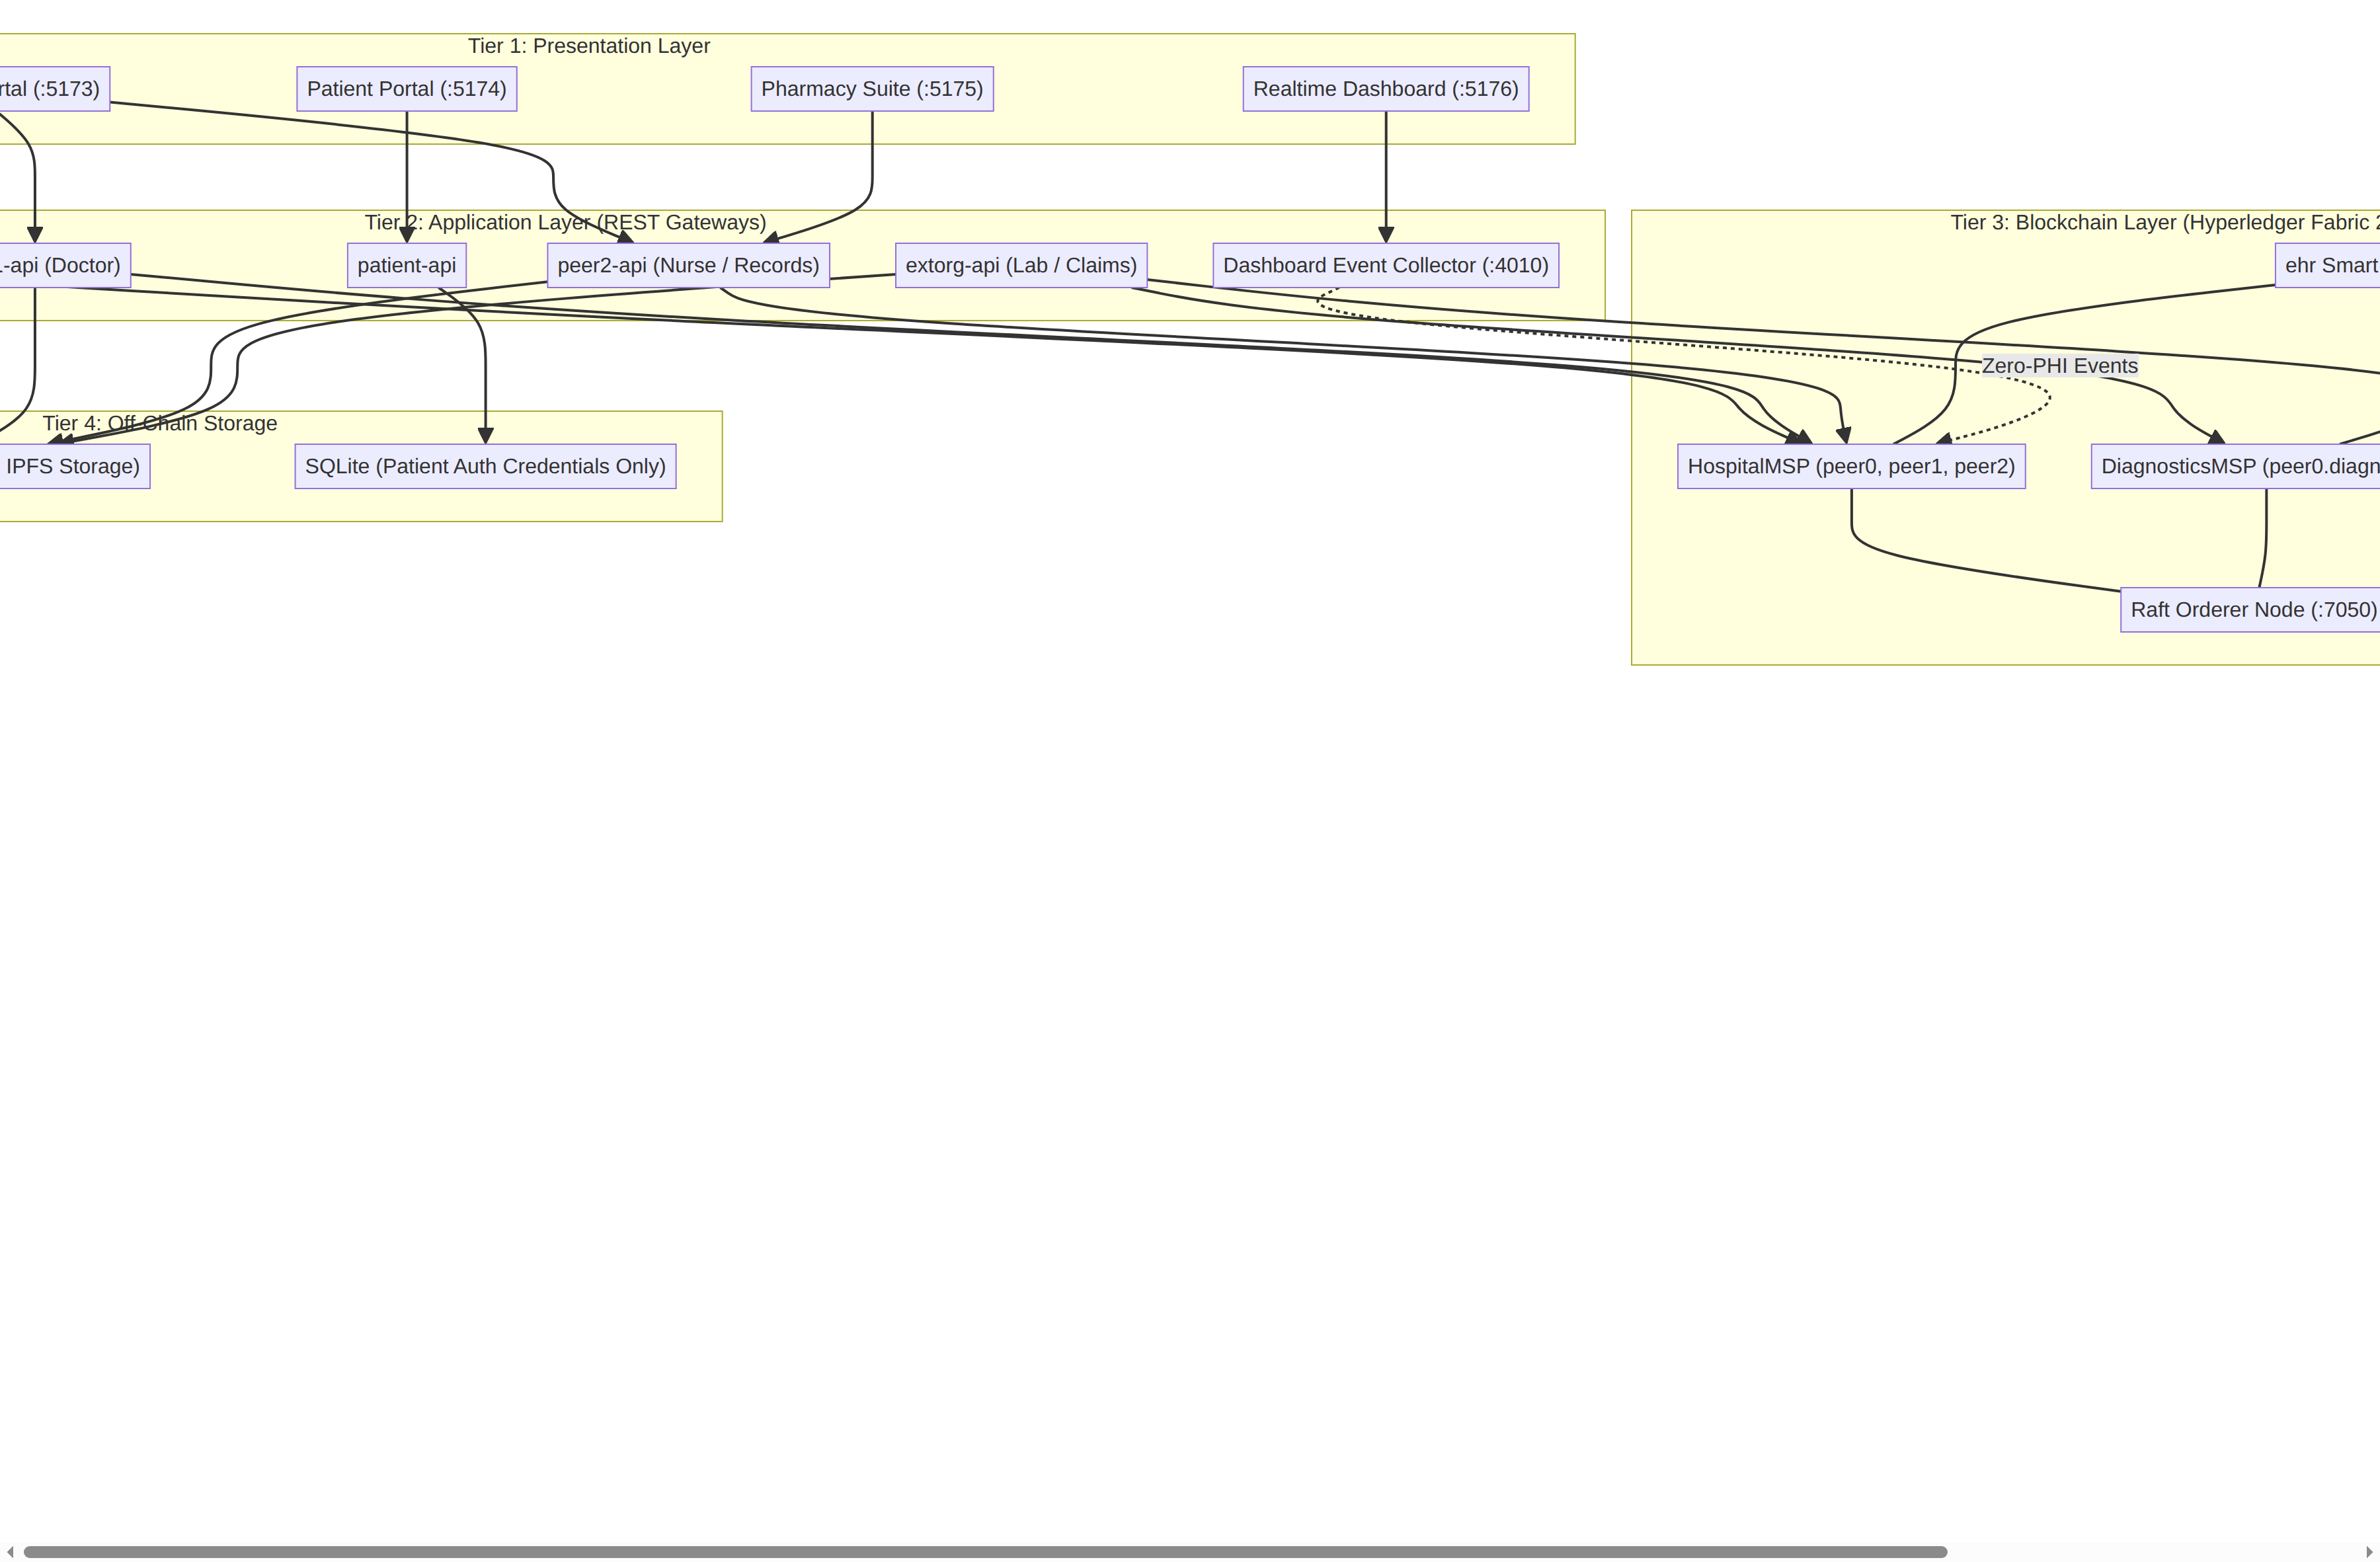 Tier 1: Presentation Layer
rtal (:5173)
Patient Portal (:5174)
Pharmacy Suite (:5175)
Realtime Dashboard (:5176)
Tier 2: Application Layer (REST Gateways)
-api (Doctor)
patient-api
peer2-api (Nurse / Records)
extorg-api (Lab / Claims)
Dashboard Event Collector (:4010)
Tier 3: Blockchain Layer (Hyperledger Fabric 2
ehr Smart
Zero-PHI Events
Tier 4: Off-Chain Storage
IPFS Storage)
SQLite (Patient Auth Credentials Only)
HospitalMSP (peer0, peer1, peer2)
DiagnosticsMSP (peer0.diagn
Raft Orderer Node (:7050)